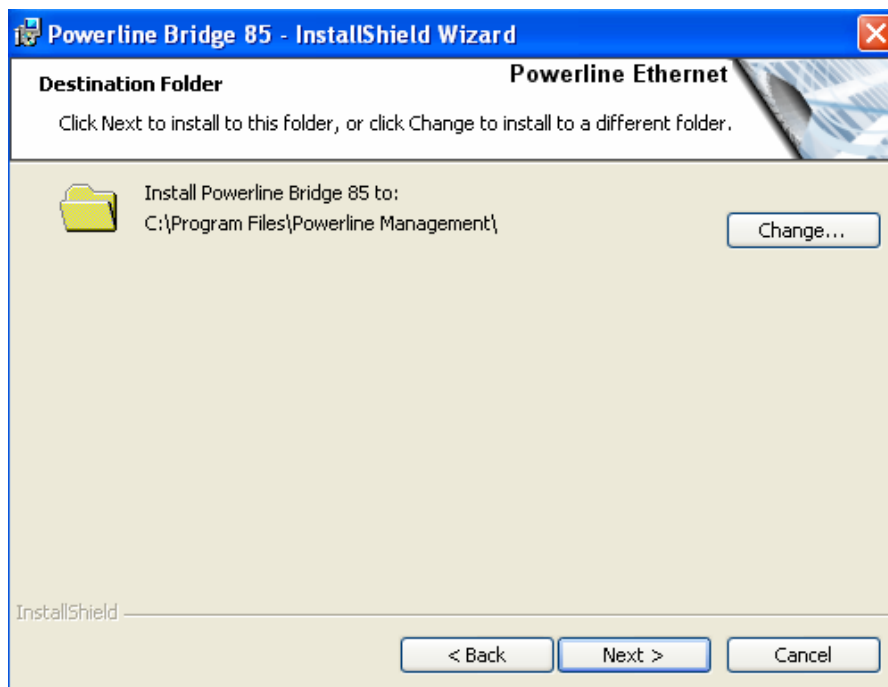 Powerline Bridge 85 - InstallShield Wizard
Destination Folder
Powerline Ethernet
Click Next to install to this folder, or click Change to install to a different folder.
Install Powerline Bridge 85 to:
C:\Program Files\Powerline Management\
Change...
InstallShield
< Back Next > Cancel